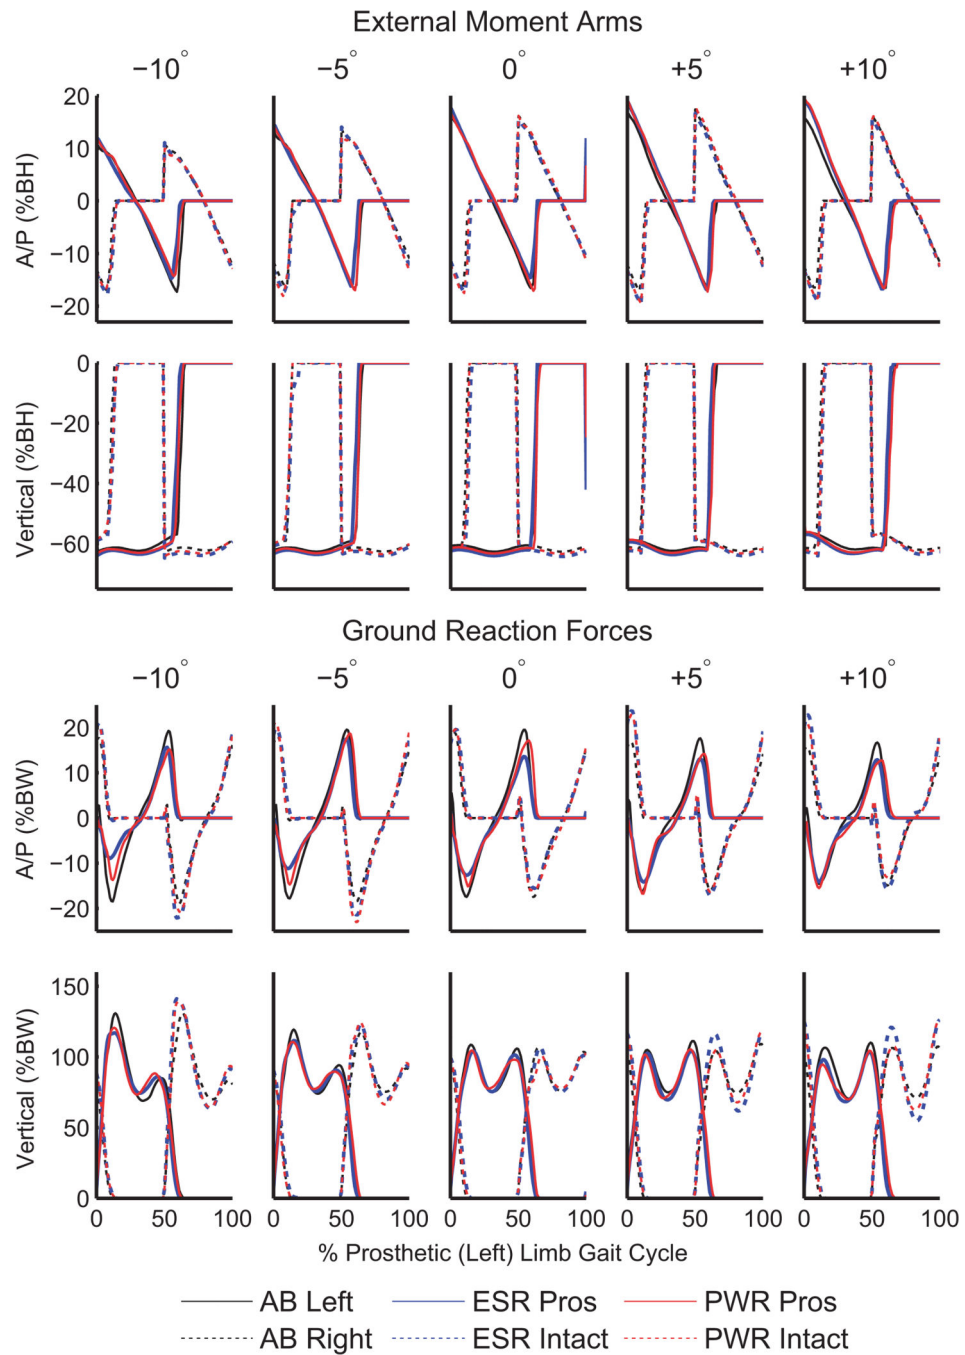 External Moment Arms
−10° −5° 0° +5° +10°
A/P (%BH)
20
10
0
−10
−20
Vertical (%BH)
0
−20
−40
−60
Ground Reaction Forces
−10° −5° 0° +5° +10°
A/P (%BW)
20
10
0
−10
−20
Vertical (%BW)
150
100
50
0
0 50 100 0 50 100 0 50 100 0 50 100 0 50 100
% Prosthetic (Left) Limb Gait Cycle
AB Left ESR Pros PWR Pros
AB Right ESR Intact PWR Intact